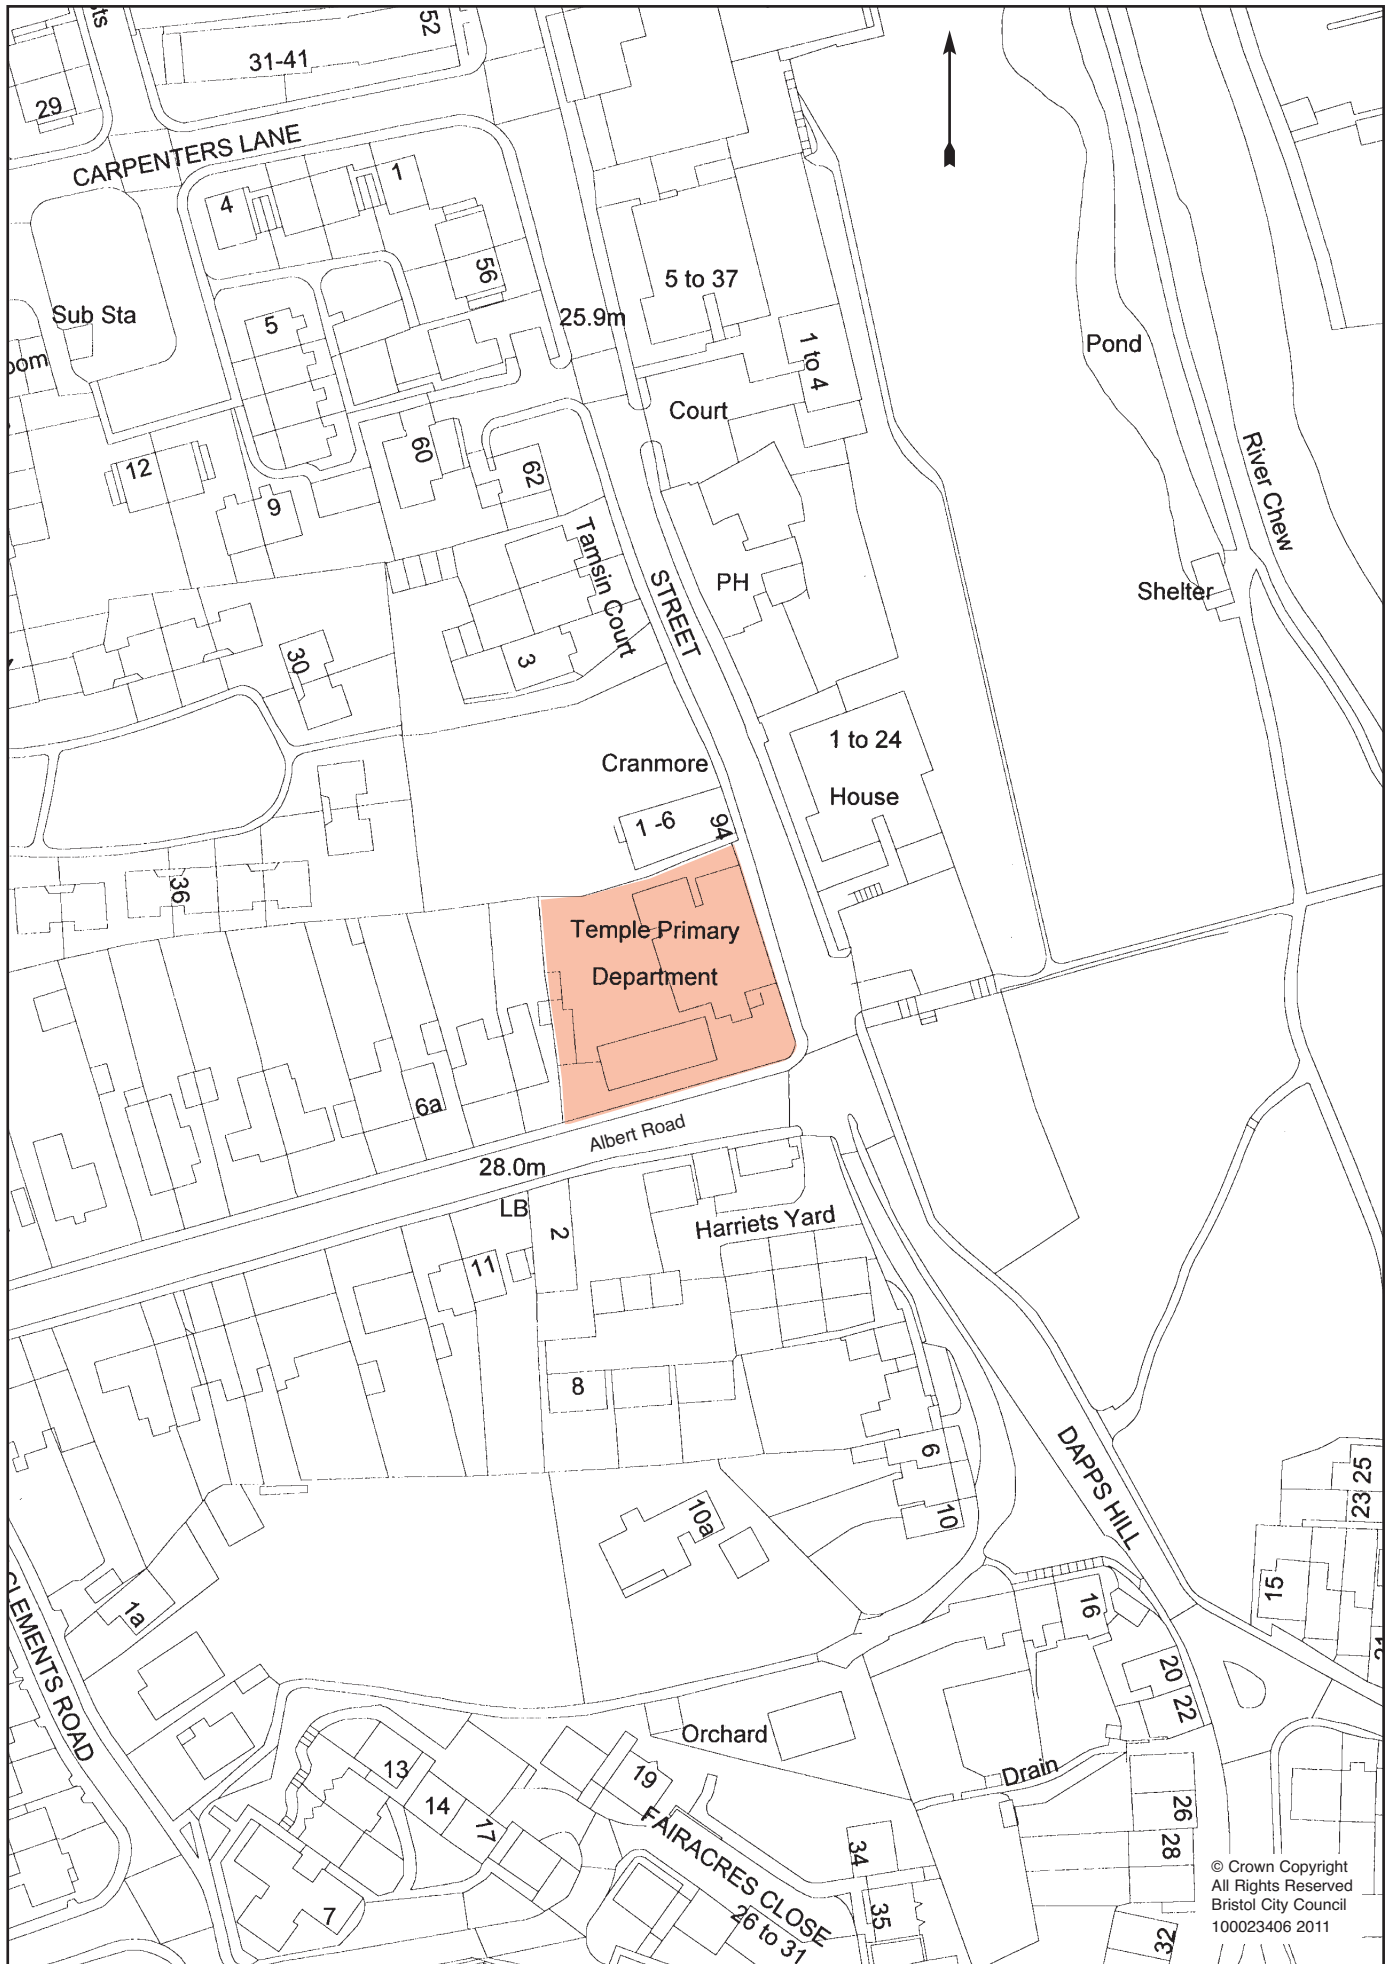 52
31-41
29
CARPENTERS LANE
1
4
56
5 to 37
Sub Sta
5
25.9m
1 to 4
Pond
Court
River Chew
60
62
12
9
Tamsin Court
STREET
PH
Shelter
30
3
1 to 24
Cranmore
House
1 -6
94
36
Temple Primary
Department
6a
Albert Road
28.0m
LB
2
Harriets Yard
11
8
6
DAPPS HILL
25
23
10a
10
15
16
1a
CLEMENTS ROAD
20
22
Orchard
Drain
13
19
14
17
26
FAIRACRES CLOSE
34
28
7
26 to 31
35
32
© Crown Copyright
All Rights Reserved
Bristol City Council
100023406 2011